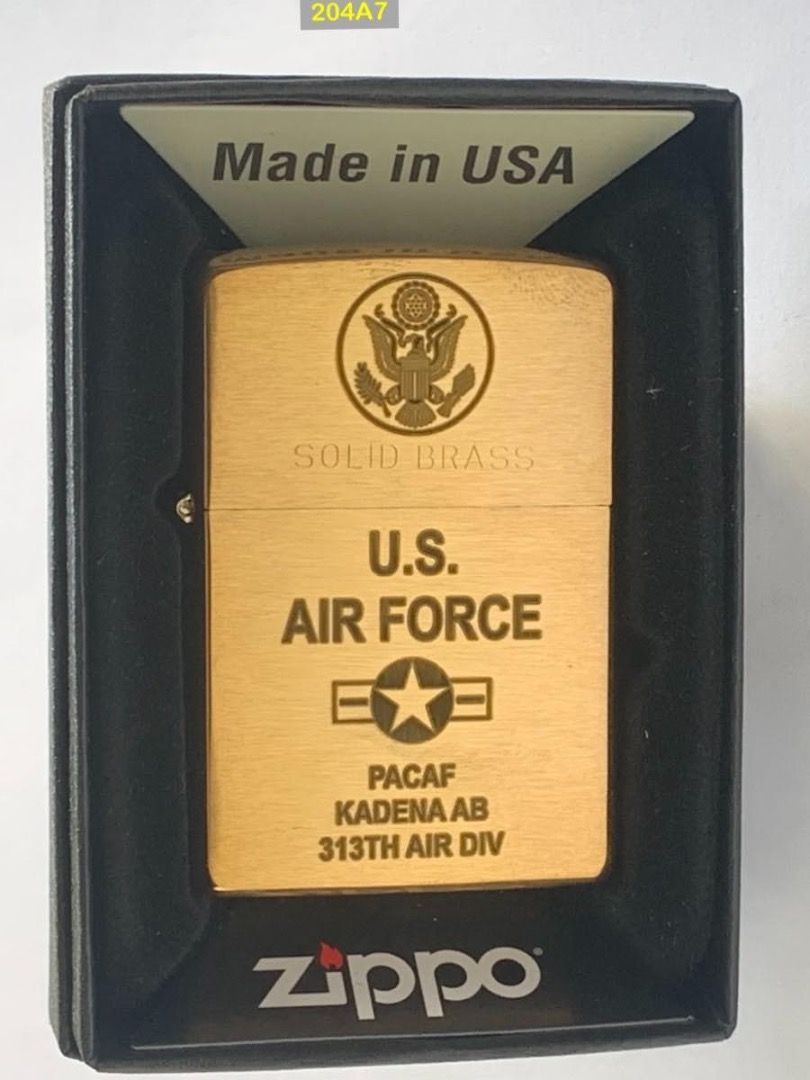 204A7
Made in USA
SOLID BRASS
U.S.
AIR FORCE
PACAF
KADENA AB
313TH AIR DIV
zippo